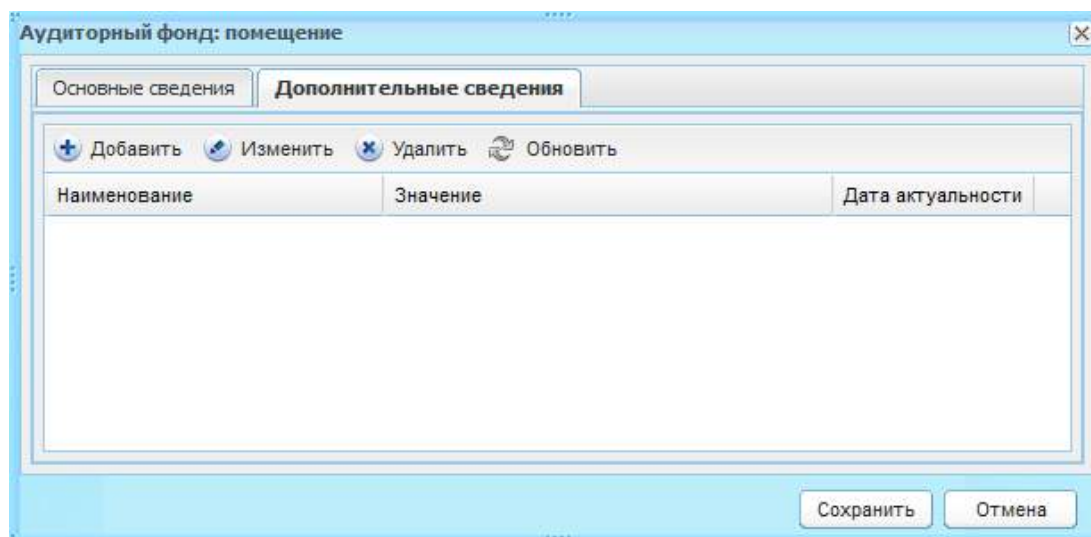 Аудиторный фонд: помещение
Основные сведения Дополнительные сведения
Добавить Изменить Удалить Обновить
Наименование Значение Дата актуальности
Сохранить Отмена